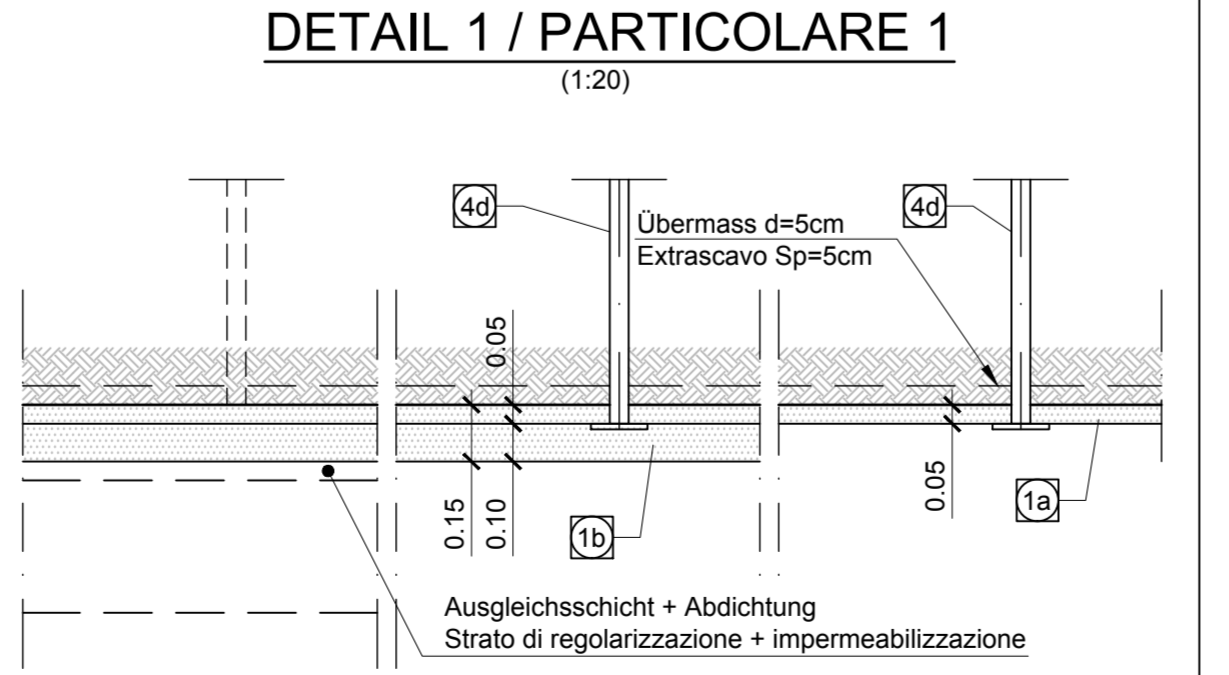 DETAIL 1 / PARTICOLARE 1
(1:20)
4d
4d
Übermass d=5cm
Extrascavo Sp=5cm
0.05
0.15
0.10
0.05
1b
1a
Ausgleichsschicht + Abdichtung
Strato di regolarizzazione + impermeabilizzazione